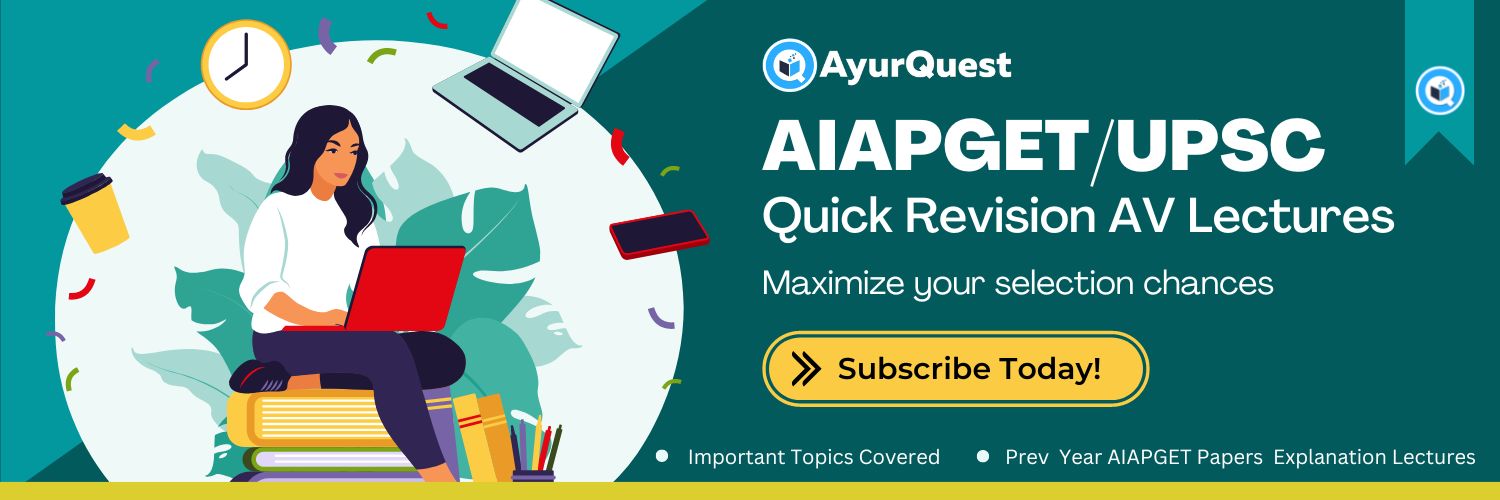 AyurQuest
AIAPGET/UPSC
Quick Revision AV Lectures
Maximize your selection chances
Subscribe Today!
Important Topics Covered
Prev Year AIAPGET Papers Explanation Lectures